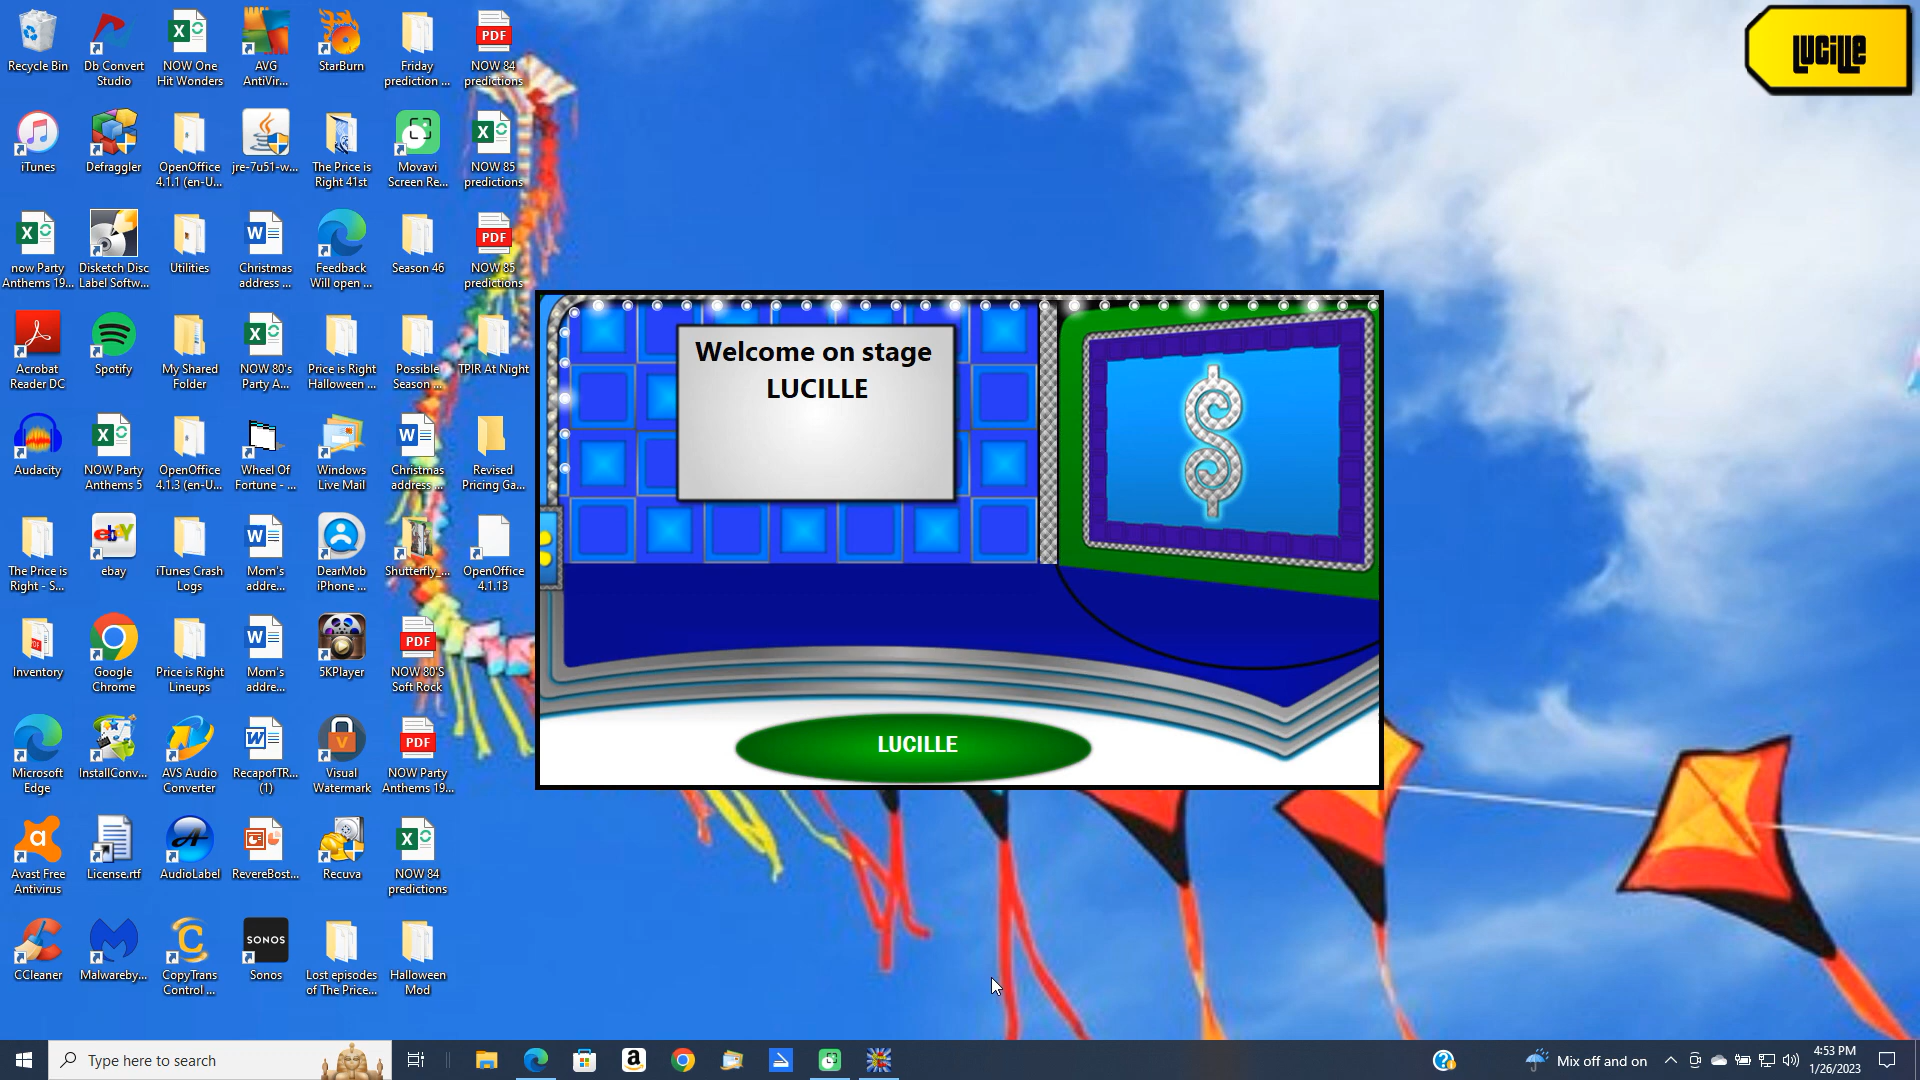 Recycle Bin
Db Convert
Studio
NOW One
Hit Wonders
AVG
AntiVir...
StarBurn
Friday
prediction ...
PDF
NOW 84
predictions
iTunes
Defraggler
OpenOffice
4.1.1 (en-U...
jre-7u51-w...
The Price is
Right 41st
Movavi
Screen Re...
NOW 85
predictions
now Party
Anthems 19...
Disketch Disc
Label Softw...
Utilities
Christmas
address ...
Feedback
Will open ...
Season 46
PDF
NOW 85
predictions
Acrobat
Reader DC
Spotify
My Shared
Folder
NOW 80's
Party A...
Price is Right
Halloween ...
Possible
Season ...
TPIR At Night
Audacity
NOW Party
Anthems 5
OpenOffice
4.1.3 (en-U...
Wheel Of
Fortune - ...
Windows
Live Mail
Christmas
address ...
Revised
Pricing Ga...
The Price is
Right - S...
ebay
ebay
iTunes Crash
Logs
Mom's
addre...
DearMob
iPhone ...
Shutterfly_...
OpenOffice
4.1.13
Inventory
Google
Chrome
Price is Right
Lineups
Mom's
addre...
5KPlayer
PDF
NOW 80'S
Soft Rock
Microsoft
Edge
InstallConv...
AVS Audio
Converter
RecapofTR...
(1)
Visual
Watermark
PDF
NOW Party
Anthems 19...
Avast Free
Antivirus
License.rtf
AudioLabel
RevereBost...
Recuva
NOW 84
predictions
CCleaner
Malwareby...
CopyTrans
Control ...
SONOS
Sonos
Lost episodes
of The Price...
Halloween
Mod
LUCILLE
Welcome on stage
LUCILLE
LUCILLE
Type here to search
Mix off and on
4:53 PM
1/26/2023